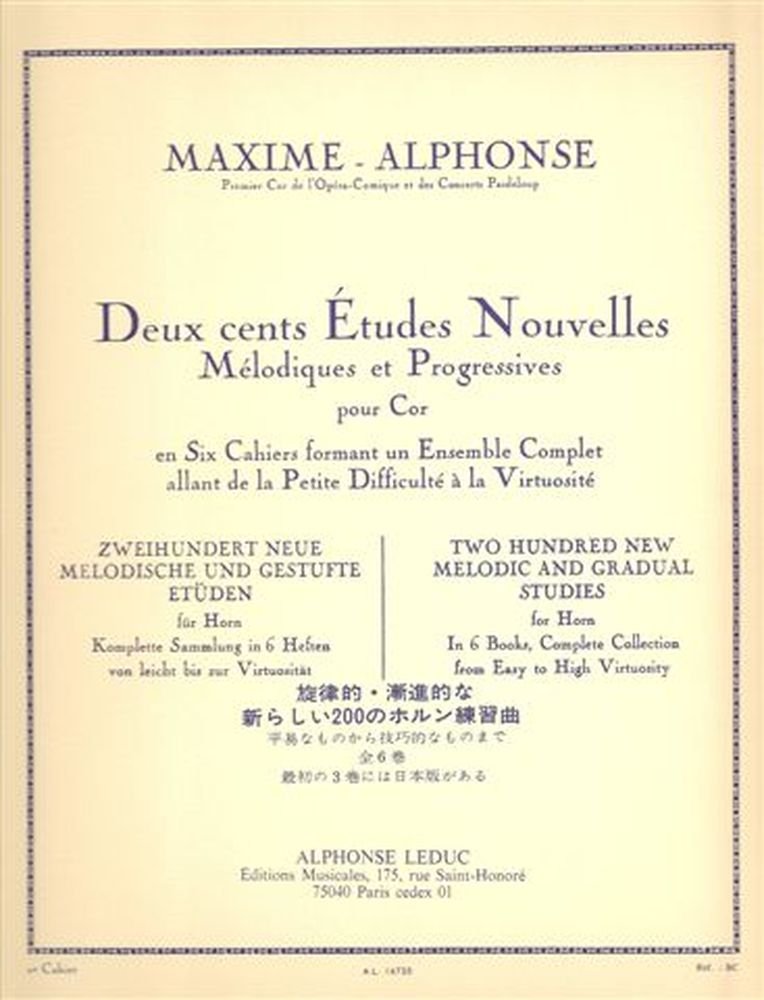 MAXIME - ALPHONSE
Premier Cor de l'Opéra-Comique et des Concerts Pasdeloup
Deux cents Études Nouvelles
Mélodiques et Progressives
pour Cor
en Six Cahiers formant un Ensemble Complet
allant de la Petite Difficulté à la Virtuosité
ZWEIHUNDERT NEUE
MELODISCHE UND GESTUFTE
ETÜDEN
für Horn
Komplette Sammlung in 6 Heften
von leicht bis zur Virtuosität
TWO HUNDRED NEW
MELODIC AND GRADUAL
STUDIES
for Horn
In 6 Books, Complete Collection
from Easy to High Virtuosity
旋律的・漸進的な
新らしい200のホルン練習曲
平易なものから技巧的なものまで
全6巻
最初の3巻には日本版がある
ALPHONSE LEDUC
Éditions Musicales, 175, rue Saint-Honoré
75040 Paris cedex 01
Cahier
A.L.
Réf. : BC